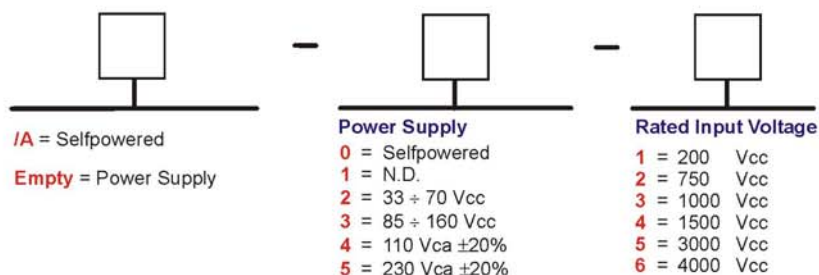 – –
/A = Selfpowered
Empty = Power Supply
Power Supply
0 = Selfpowered
1 = N.D.
2 = 33 ÷ 70 Vcc
3 = 85 ÷ 160 Vcc
4 = 110 Vca ±20%
5 = 230 Vca ±20%
Rated Input Voltage
1 = 200 Vcc
2 = 750 Vcc
3 = 1000 Vcc
4 = 1500 Vcc
5 = 3000 Vcc
6 = 4000 Vcc